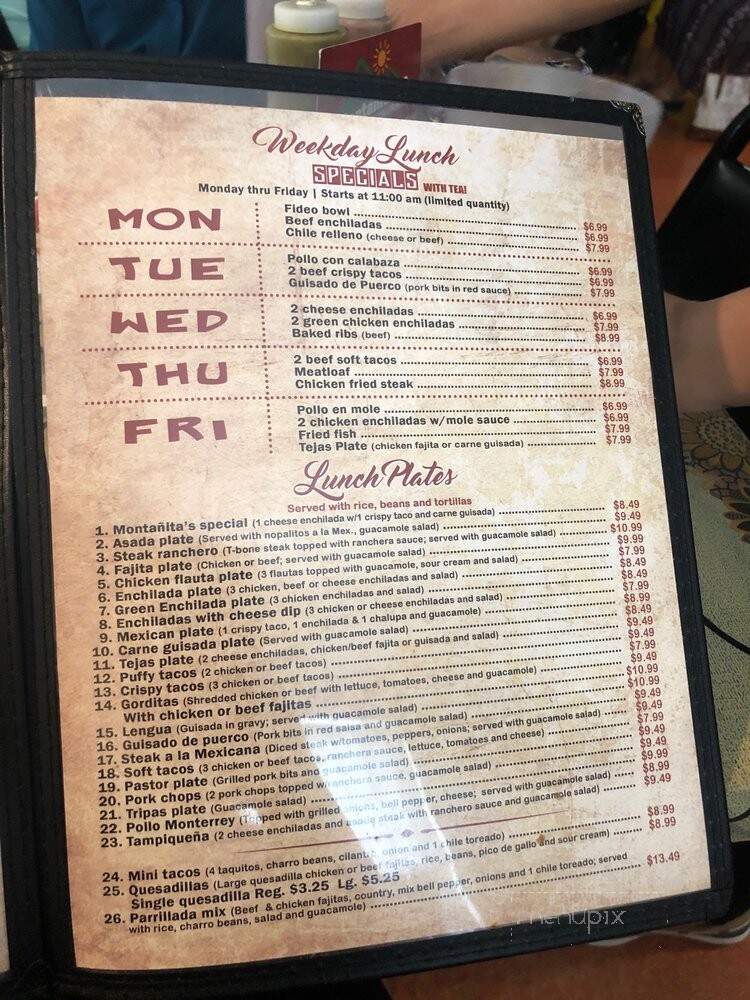 Weekday Lunch
SPECIALS WITH TEA!
Monday thru Friday | Starts at 11:00 am (limited quantity)
MON
Fideo bowl $6.99
Beef enchiladas $6.99
Chile relleno (cheese or beef) $7.99
TUE
Pollo con calabaza $6.99
2 beef crispy tacos $6.99
Guisado de Puerco (pork bits in red sauce) $7.99
WED
2 cheese enchiladas $6.99
2 green chicken enchiladas $7.99
Baked ribs (beef) $8.99
THU
2 beef soft tacos $6.99
Meatloaf $7.99
Chicken fried steak $8.99
FRI
Pollo en mole $6.99
2 chicken enchiladas w/mole sauce $6.99
Fried fish $7.99
Tejas Plate (chicken fajita or carne guisada) $7.99
Lunch Plates
Served with rice, beans and tortillas
1. Montañita's special (1 cheese enchilada w/1 crispy taco and carne guisada) $8.49
2. Asada plate (Served with nopalitos a la Mex., guacamole salad) $9.49
3. Steak ranchero (T-bone steak topped with ranchera sauce; served with guacamole salad) $10.99
4. Fajita plate (Chicken or beef; served with guacamole salad) $9.99
5. Chicken flauta plate (3 flautas topped with guacamole, sour cream and salad) $7.99
6. Enchilada plate (3 chicken, beef or cheese enchiladas and salad) $8.49
7. Green Enchilada plate (3 chicken enchiladas and salad) $8.49
8. Enchiladas with cheese dip (3 chicken or cheese enchiladas and salad) $7.99
9. Mexican plate (1 crispy taco, 1 enchilada & 1 chalupa and guacamole) $8.99
10. Carne guisada plate (Served with guacamole salad) $8.49
11. Tejas plate (2 cheese enchiladas, chicken/beef fajita or guisada and salad) $9.49
12. Puffy tacos (2 chicken or beef tacos) $9.49
13. Crispy tacos (3 chicken or beef tacos) $7.99
14. Gorditas (Shredded chicken or beef with lettuce, tomatoes, cheese and guacamole) $9.49
With chicken or beef fajitas $10.99
15. Lengua (Guisada in gravy; served with guacamole salad) $10.99
16. Guisado de puerco (Pork bits in red salsa and guacamole salad) $9.49
17. Steak a la Mexicana (Diced steak w/tomatoes, peppers, onions; served with guacamole salad) $9.49
18. Soft tacos (3 chicken or beef tacos, ranchera sauce, lettuce, tomatoes and cheese) $7.99
19. Pastor plate (Grilled pork bits and guacamole salad) $9.49
20. Pork chops (2 pork chops topped w/ranchera sauce, guacamole salad) $9.49
21. Tripas plate (Guacamole salad) $9.99
22. Pollo Monterrey (Topped with grilled onions, bell pepper, cheese; served with guacamole salad) $8.99
23. Tampiqueña (2 cheese enchiladas and asada steak with ranchero sauce and guacamole salad) $9.49
24. Mini tacos (4 taquitos, charro beans, cilantro, onion and 1 chile toreado) $8.99
25. Quesadillas (Large quesadilla chicken or beef fajitas, rice, beans, pico de gallo and sour cream) $8.99
Single quesadilla Reg. $3.25 Lg. $5.25
26. Parrillada mix (Beef & chicken fajitas, country, mix bell pepper, onions and 1 chile toreado; served $13.49
with rice, charro beans, salad and guacamole)
menupix